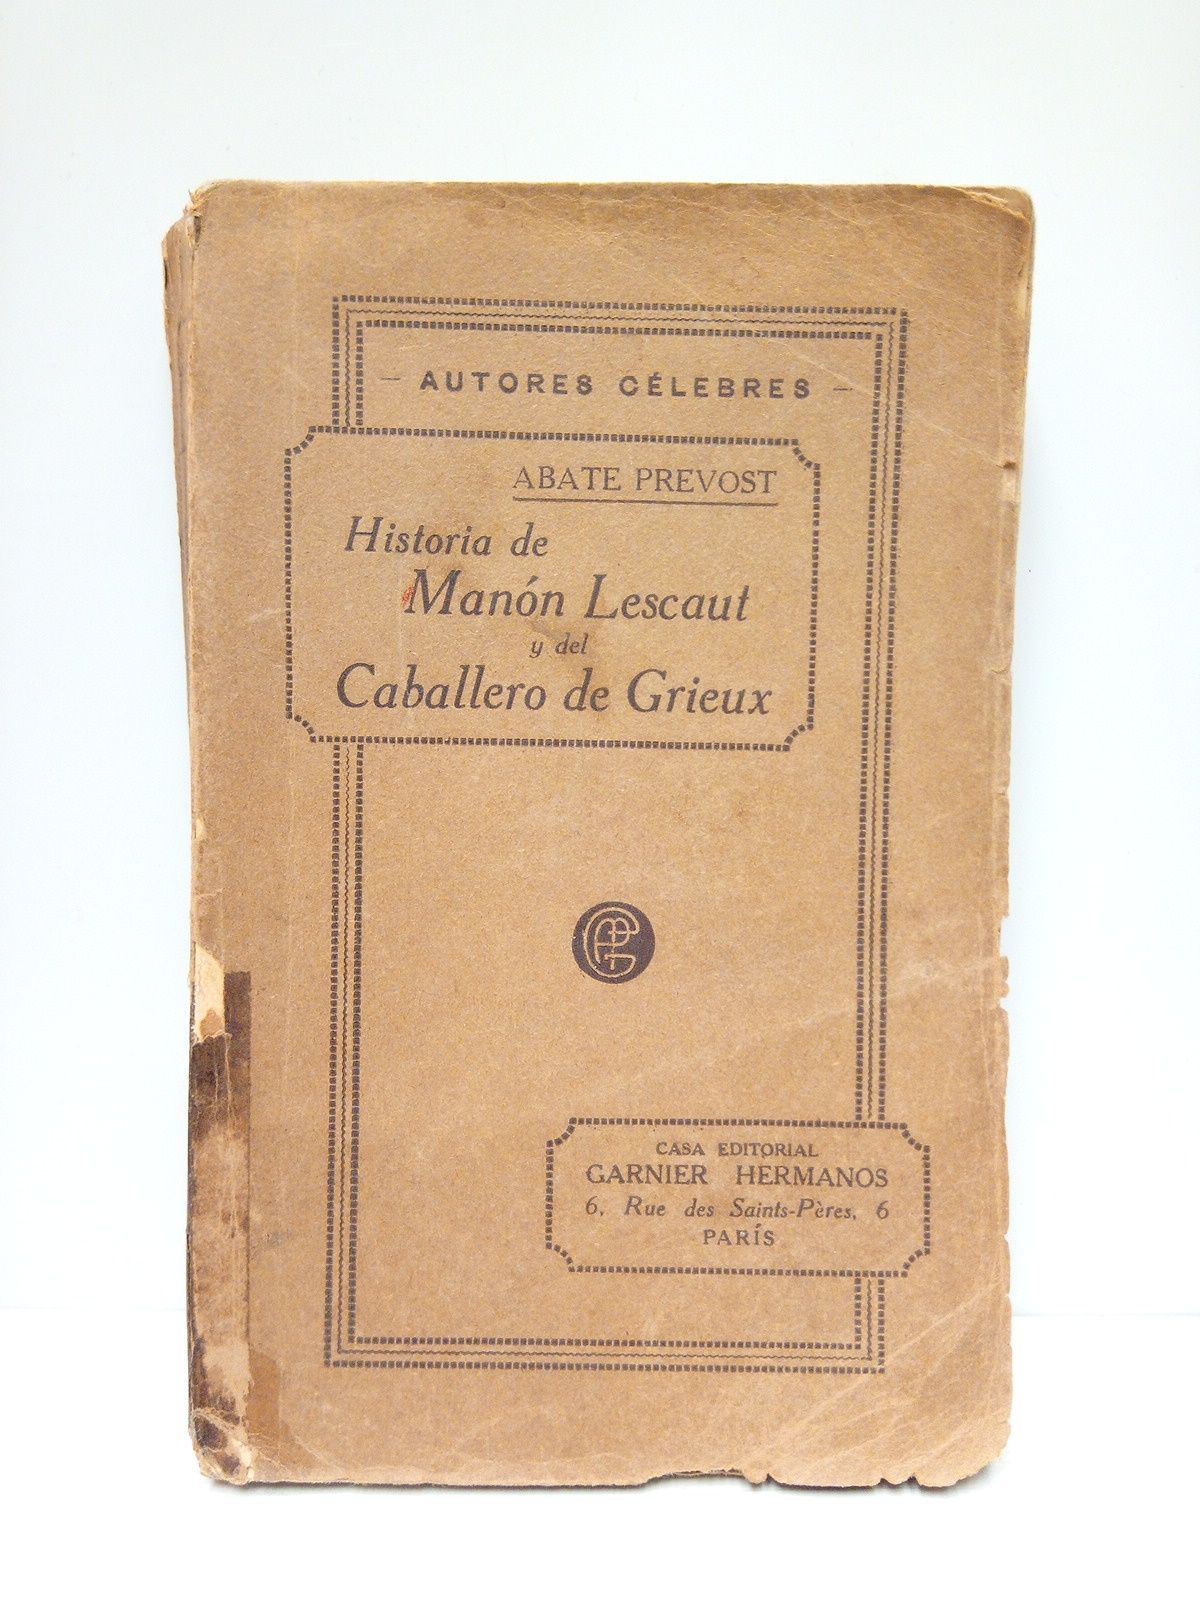 — AUTORES CÉLEBRES —
ABATE PREVOST
Historia de
Manón Lescaut
y del
Caballero de Grieux
CASA EDITORIAL
GARNIER HERMANOS
6, Rue des Saints-Pères, 6
PARÍS